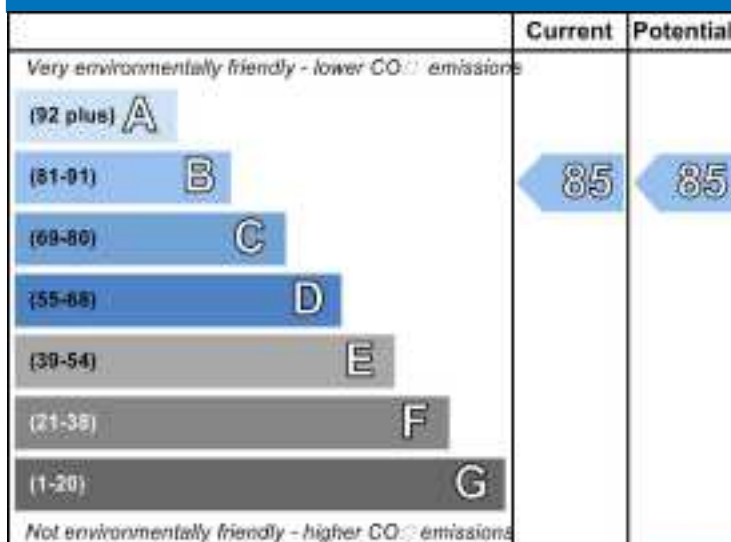 Current Potential
Very environmentally friendly - lower CO emissions
(92 plus) A
(81-91) B 85 85
(69-80) C
(55-68) D
(39-54) E
(21-38) F
(1-20) G
Not environmentally friendly - higher CO emissions